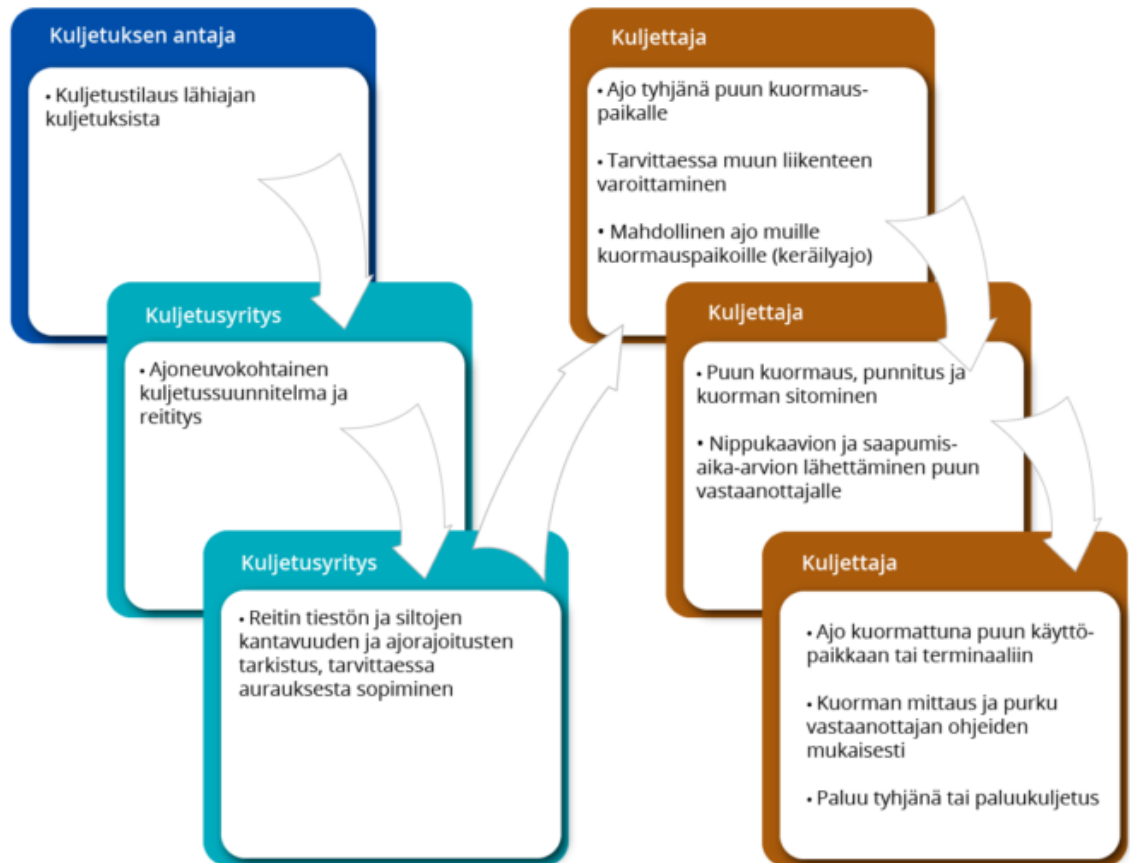 Kuljetuksen antaja
• Kuljetustilaus lähiajan
kuljetuksista
Kuljetusyritys
• Ajoneuvokohtainen
kuljetussuunnitelma ja
reititys
Kuljetusyritys
• Reitin tiestön ja siltojen
kantavuuden ja ajorajoitusten
tarkistus, tarvittaessa
aurauksesta sopiminen
Kuljettaja
• Ajo tyhjänä puun kuormaus-
paikalle
• Tarvittaessa muun liikenteen
varoittaminen
• Mahdollinen ajo muille
kuormauspaikoille (keräilyajo)
Kuljettaja
• Puun kuormaus, punnitus ja
kuorman sitominen
• Nippukaavion ja saapumis-
aika-arvion lähettäminen puun
vastaanottajalle
Kuljettaja
• Ajo kuormattuna puun käyttö-
paikkaan tai terminaaliin
• Kuorman mittaus ja purku
vastaanottajan ohjeiden
mukaisesti
• Paluu tyhjänä tai paluukuljetus